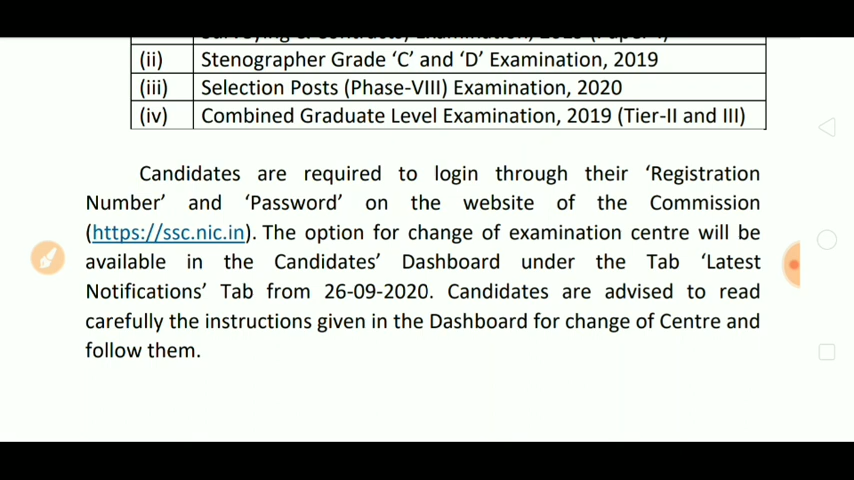 (ii) Stenographer Grade ‘C’ and ‘D’ Examination, 2019
(iii) Selection Posts (Phase-VIII) Examination, 2020
(iv) Combined Graduate Level Examination, 2019 (Tier-II and III)
Candidates are required to login through their ‘Registration
Number’ and ‘Password’ on the website of the Commission
(https://ssc.nic.in). The option for change of examination centre will be
available in the Candidates’ Dashboard under the Tab ‘Latest
Notifications’ Tab from 26-09-2020. Candidates are advised to read
carefully the instructions given in the Dashboard for change of Centre and
follow them.